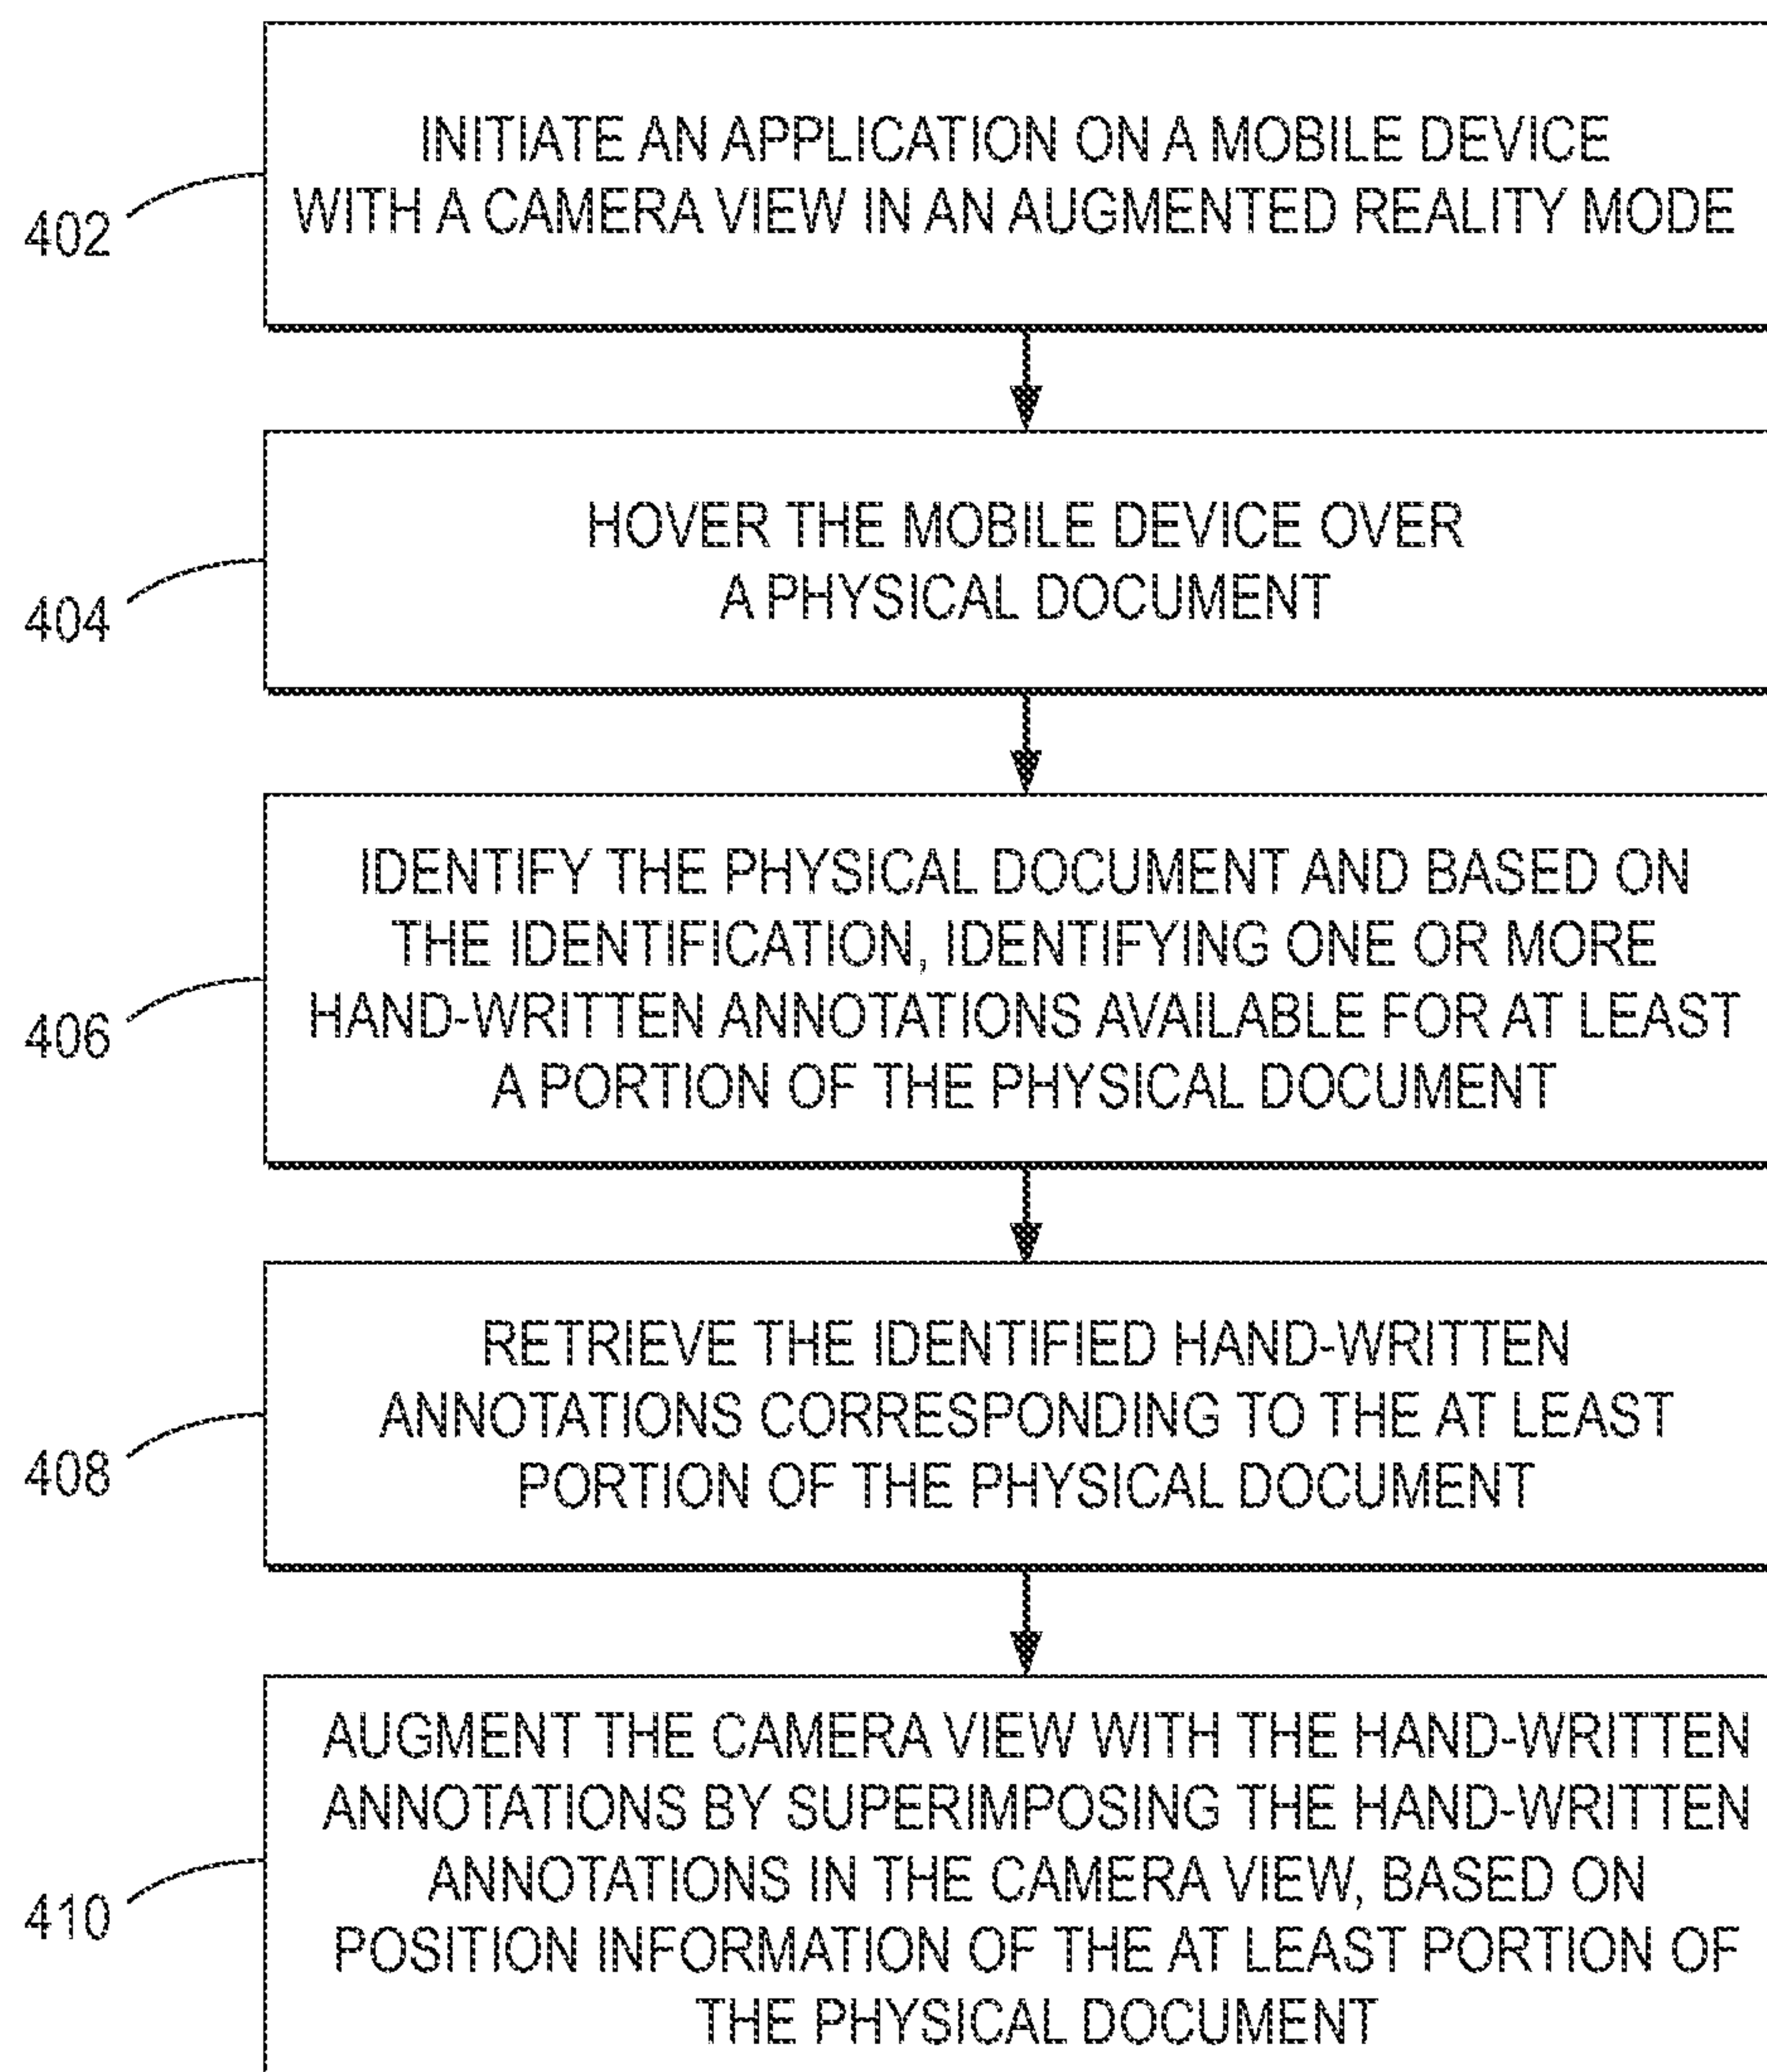 INITIATE AN APPLICATION ON A MOBILE DEVICE
WITH A CAMERA VIEW IN AN AUGMENTED REALITY MODE
402
HOVER THE MOBILE DEVICE OVER
A PHYSICAL DOCUMENT
404
IDENTIFY THE PHYSICAL DOCUMENT AND BASED ON
THE IDENTIFICATION, IDENTIFYING ONE OR MORE
HAND-WRITTEN ANNOTATIONS AVAILABLE FOR AT LEAST
A PORTION OF THE PHYSICAL DOCUMENT
406
RETRIEVE THE IDENTIFIED HAND-WRITTEN
ANNOTATIONS CORRESPONDING TO THE AT LEAST
PORTION OF THE PHYSICAL DOCUMENT
408
AUGMENT THE CAMERA VIEW WITH THE HAND-WRITTEN
ANNOTATIONS BY SUPERIMPOSING THE HAND-WRITTEN
ANNOTATIONS IN THE CAMERA VIEW, BASED ON
POSITION INFORMATION OF THE AT LEAST PORTION OF
THE PHYSICAL DOCUMENT
410